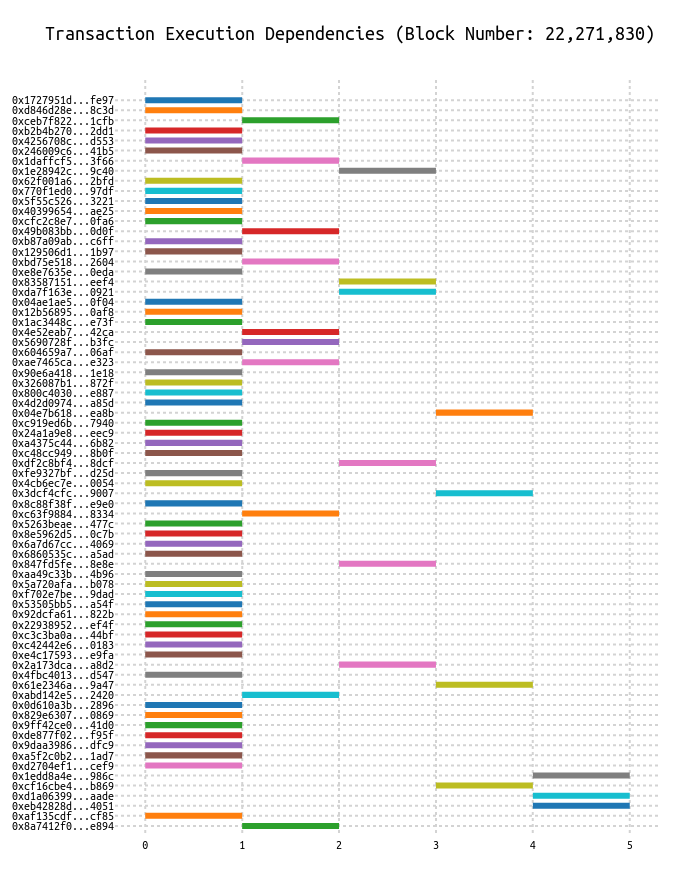 Transaction Execution Dependencies (Block Number: 22,271,830)
0x1727951d...fe97
0xd846d28e...8c3d
0xceb7f822...1cfb
0xb2b4b270...2dd1
0x4256708c...d553
0x246009c6...41b5
0x1daffcf5...3f66
0x1e28942c...9c40
0x62f001a6...2bfd
0x770f1ed0...97df
0x5f55c526...3221
0x40399654...ae25
0xcfc2c8e7...0fa6
0x49b083bb...0d0f
0xb87a09ab...c6ff
0x129506d1...1b97
0xbd75e518...2604
0xe8e7635e...0eda
0x83587151...eef4
0xda7f163e...0921
0x04ae1ae5...0f04
0x12b56895...0af8
0x1ac3448c...e73f
0x4e52eab7...42ca
0x5690728f...b3fc
0x604659a7...06af
0xae7465ca...e323
0x90e6a418...1e18
0x326087b1...872f
0x800c4030...e887
0x4d2d0974...a85d
0x04e7b618...ea8b
0xc919ed6b...7940
0x24a1a9e8...eec9
0xa4375c44...6b82
0xc48cc949...8b0f
0xdf2c8bf4...8dcf
0xfe9327bf...d25d
0x4cb6ec7e...0054
0x3dcf4cfc...9007
0x8c88f38f...e9e0
0xc63f9884...8334
0x5263beae...477c
0x8e5962d5...0c7b
0x6a7d67cc...4069
0x6860535c...a5ad
0x847fd5fe...8e8e
0xaa49c33b...4b96
0x5a720afa...b078
0xf702e7be...9dad
0x53505bb5...a54f
0x92dcfa61...822b
0x22938952...ef4f
0xc3c3ba0a...44bf
0xc42442e6...0183
0xe4c17593...e9fa
0x2a173dca...a8d2
0x4fbc4013...d547
0x61e2346a...9a47
0xabd142e5...2420
0x0d610a3b...2896
0x829e6307...0869
0x9ff42ce0...41d0
0xde877f02...f95f
0x9daa3986...dfc9
0xa5f2c0b2...1ad7
0xd2704ef1...cef9
0x1edd8a4e...986c
0xcf16cbe4...b869
0xd1a06399...aade
0xeb42828d...4051
0xaf135cdf...cf85
0x8a7412f0...e894
0 1 2 3 4 5